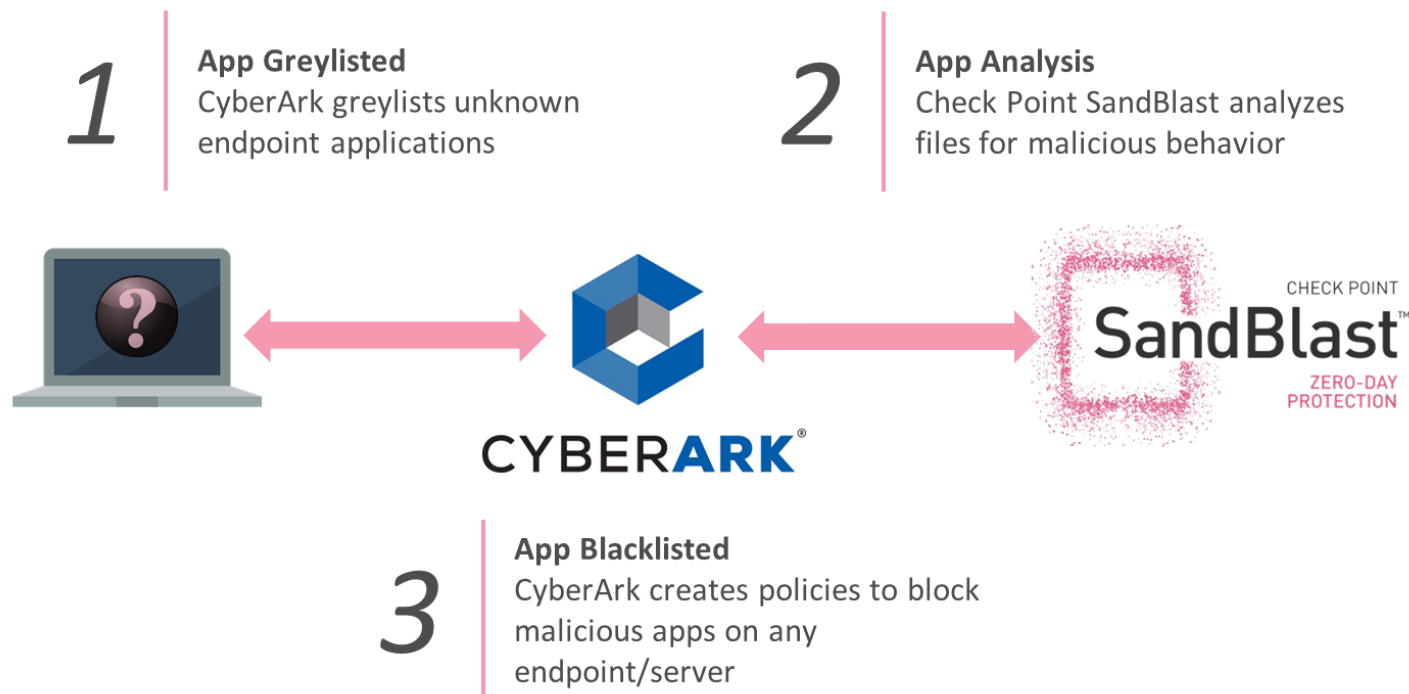 1
App Greylisted
CyberArk greylists unknown
endpoint applications
2
App Analysis
Check Point SandBlast analyzes
files for malicious behavior
?
CYBERARK®
CHECK POINT
SandBlast™
ZERO-DAY
PROTECTION
3
App Blacklisted
CyberArk creates policies to block
malicious apps on any
endpoint/server